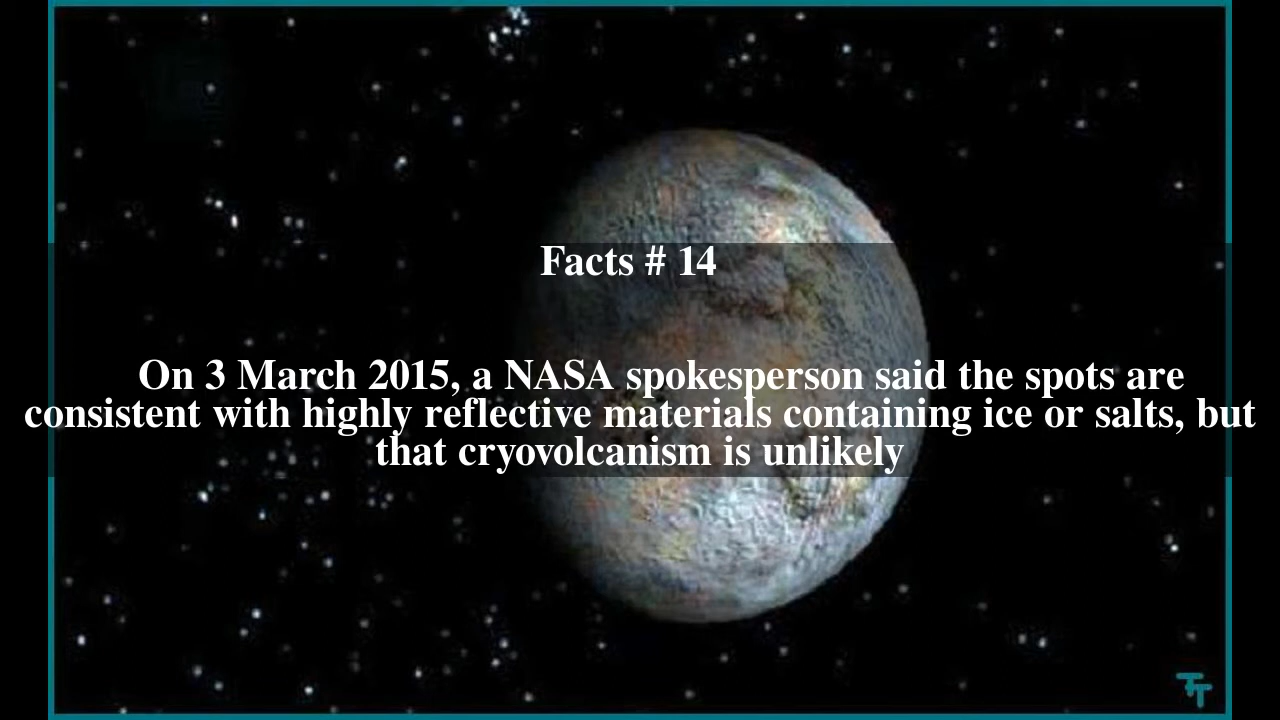 Facts # 14
On 3 March 2015, a NASA spokesperson said the spots are
consistent with highly reflective materials containing ice or salts, but
that cryovolcanism is unlikely
TT